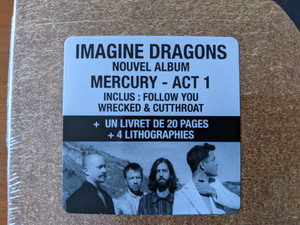 IMAGINE DRAGONS
NOUVEL ALBUM
MERCURY - ACT 1
INCLUS : FOLLOW YOU
WRECKED & CUTTHROAT
+ UN LIVRET DE 20 PAGES
+ 4 LITHOGRAPHIES